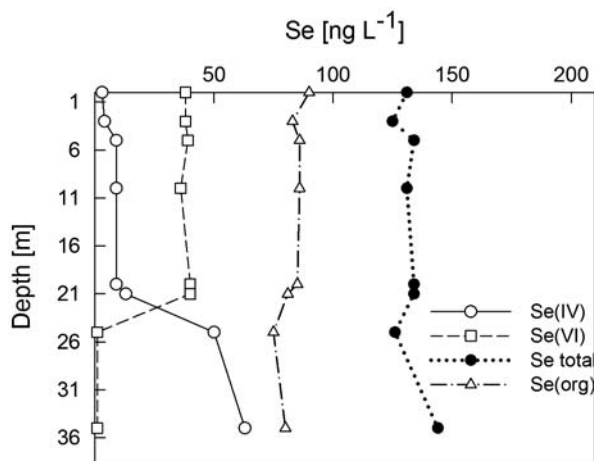 Se [ng L⁻¹]
50 100 150 200
1
6
11
16
21
26
31
36
Depth [m]
Se(IV)
Se(VI)
Se total
Se(org)